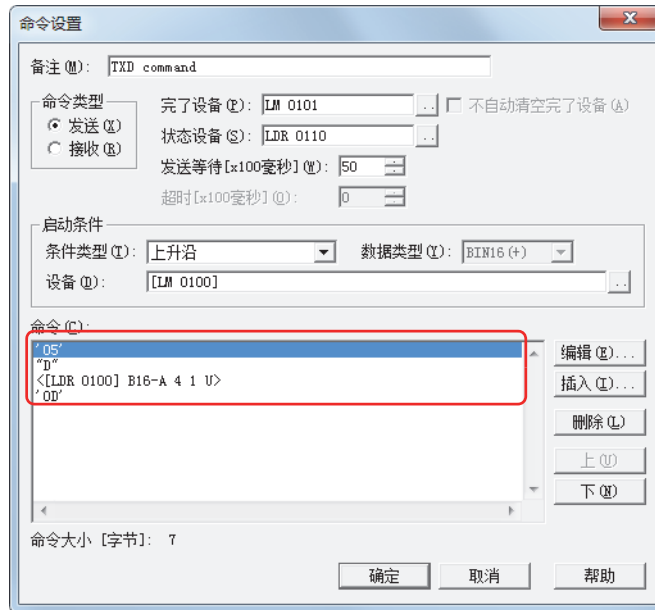 命令设置
备注(M): TXD command
命令类型
发送(X)
接收(R)
完了设备(P): LM 0101 .. 不自动清空完了设备(A)
状态设备(S): LDR 0110 ..
发送等待[x100毫秒](W): 50
超时[x100毫秒](O): 0
启动条件
条件类型(T): 上升沿 数据类型(Y): BIN16(+)
设备(D): [LM 0100] ..
命令(C):
'05'
"D"
<[LDR 0100] B16-A 4 1 U>
'0D'
编辑(E)...
插入(I)...
删除(L)
上(U)
下(N)
命令大小 [字节]: 7
确定 取消 帮助